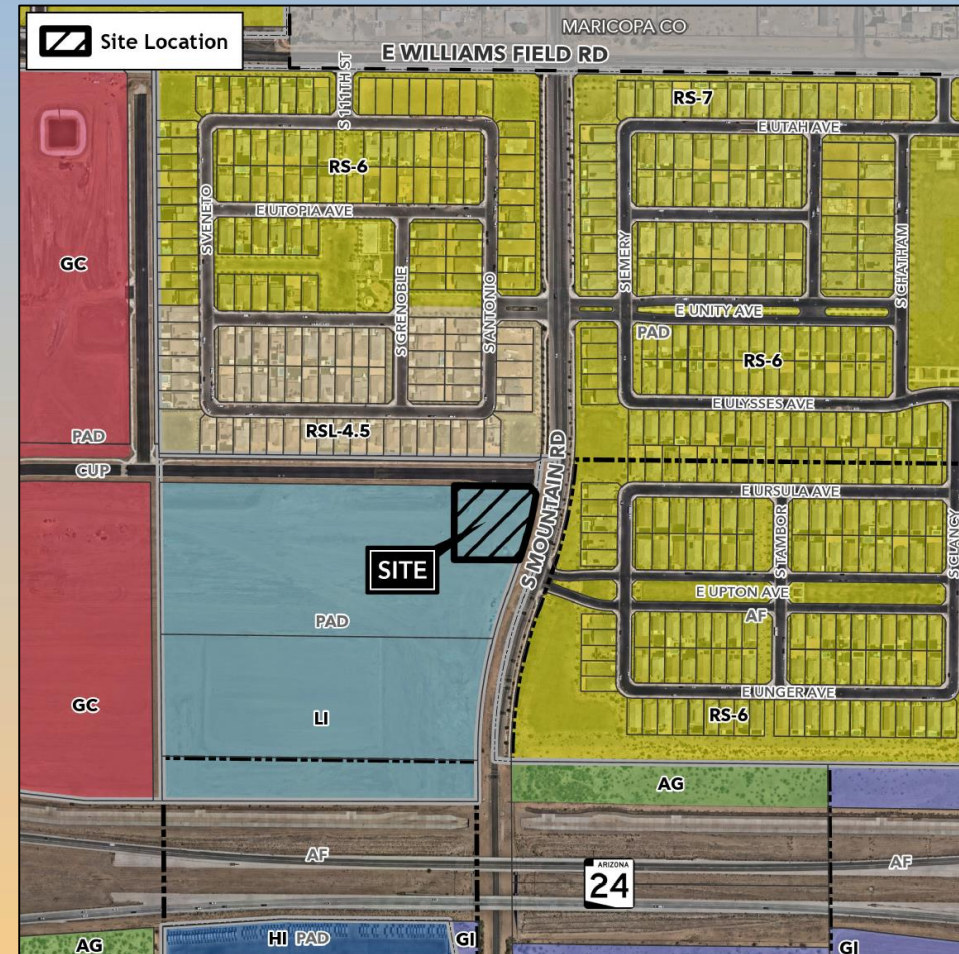 Site Location
MARICOPA CO
E WILLIAMS FIELD RD
S 111TH ST
RS-7
E UTAH AVE
RS-6
S VENETO
E UTOPIA AVE
S EMERY
S CHATHAM
GC
S GRENOBLE
S ANTONIO
E UNITY AVE
PAD
RS-6
E ULYSSES AVE
RSL-4.5
PAD
CUP
S MOUNTAIN RD
E URSULA AVE
S TAMBOR
S CLANCY
SITE
E UPTON AVE
AF
PAD
E UNGER AVE
GC
LI
RS-6
AG
AF
ARIZONA
24
AF
AG
HI PAD
GI
GI